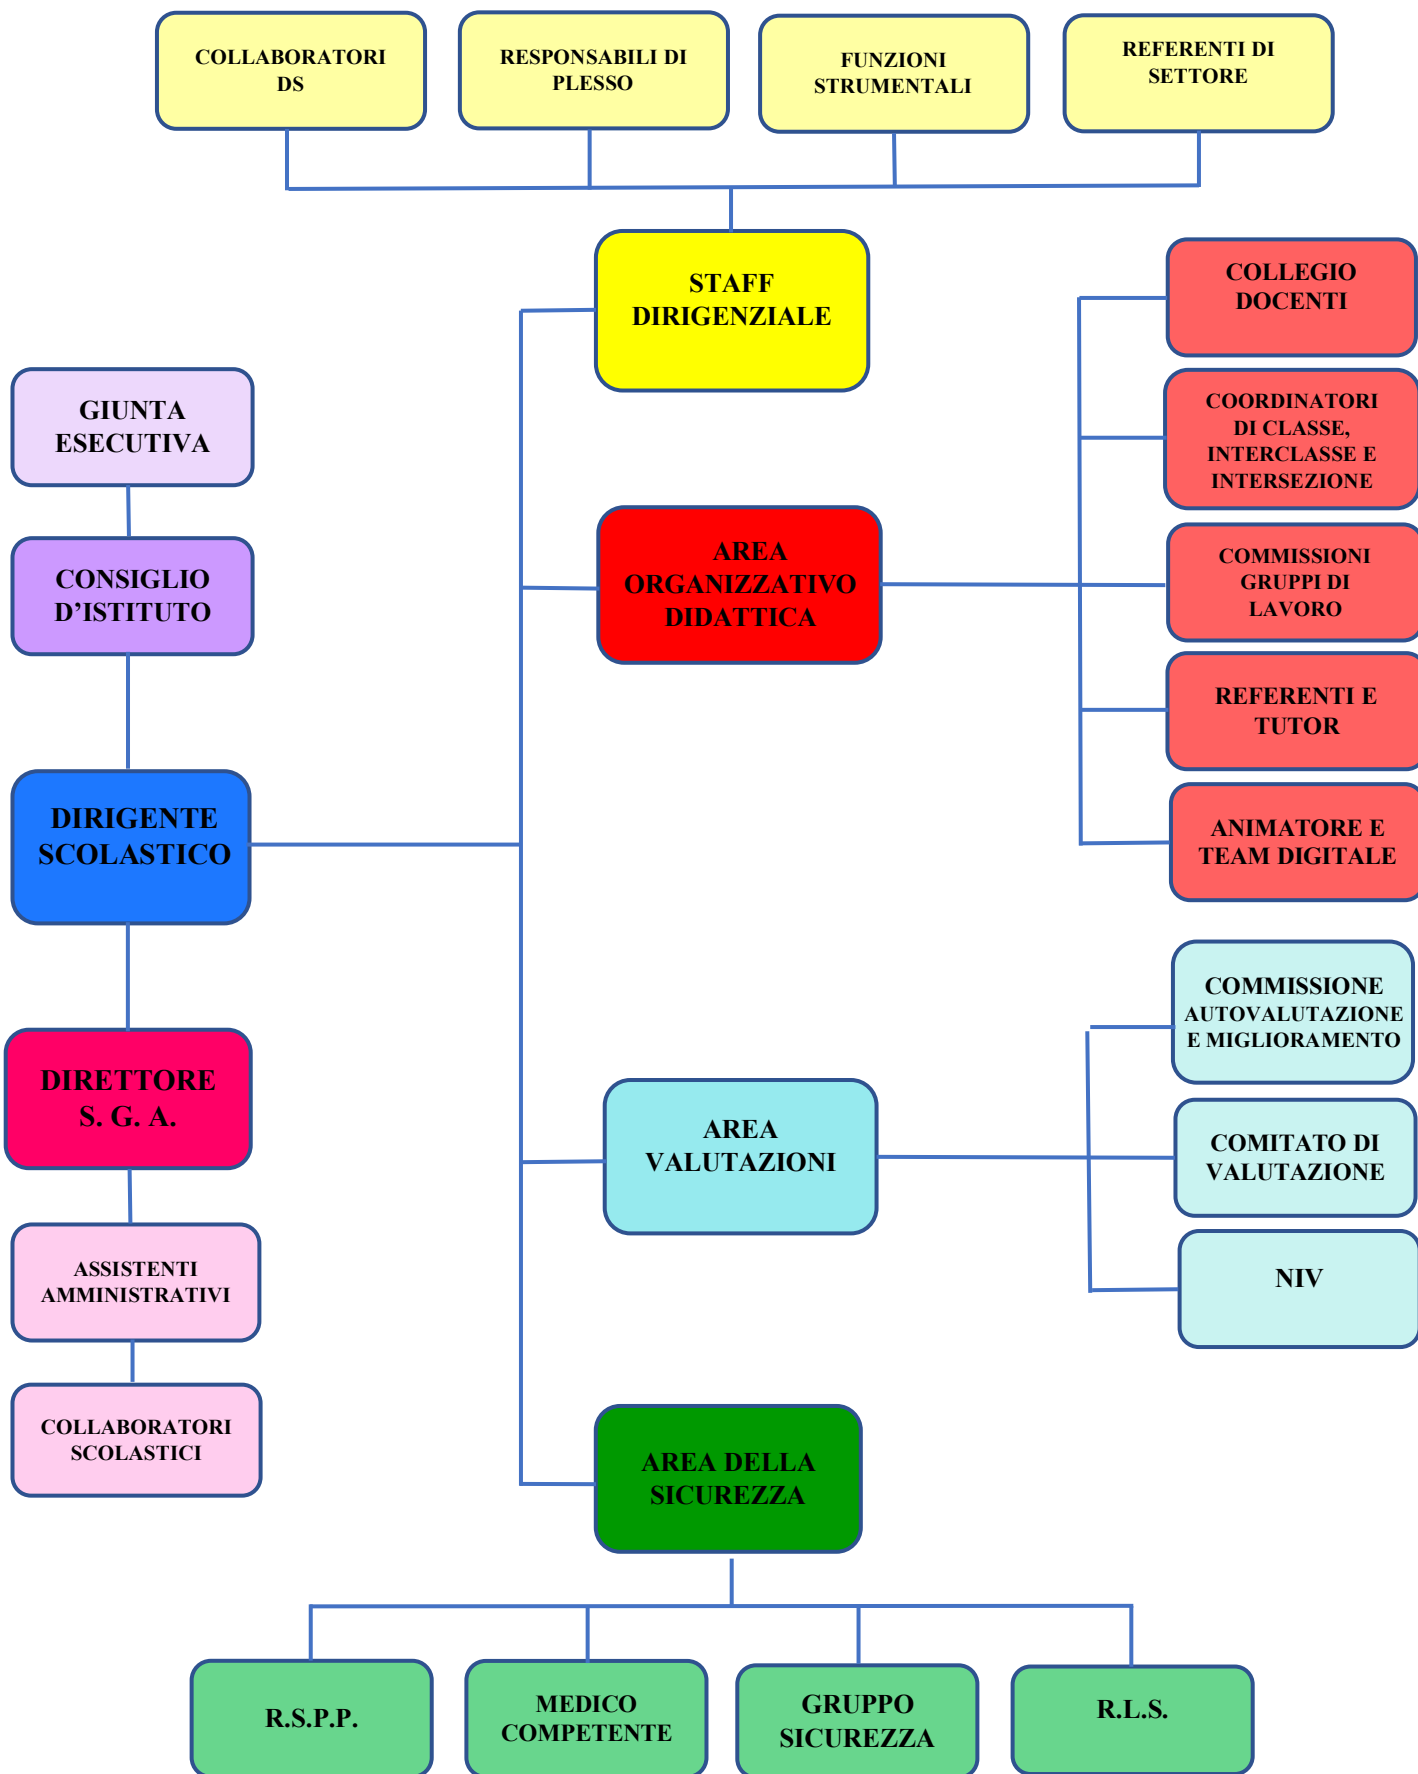 COLLABORATORI
DS
RESPONSABILI DI
PLESSO
FUNZIONI
STRUMENTALI
REFERENTI DI
SETTORE
STAFF
DIRIGENZIALE
COLLEGIO
DOCENTI
GIUNTA
ESECUTIVA
COORDINATORI
DI CLASSE,
INTERCLASSE E
INTERSEZIONE
CONSIGLIO
D’ISTITUTO
AREA
ORGANIZZATIVO
DIDATTICA
COMMISSIONI
GRUPPI DI
LAVORO
REFERENTI E
TUTOR
DIRIGENTE
SCOLASTICO
ANIMATORE E
TEAM DIGITALE
COMMISSIONE
AUTOVALUTAZIONE
E MIGLIORAMENTO
DIRETTORE
S. G. A.
AREA
VALUTAZIONI
COMITATO DI
VALUTAZIONE
ASSISTENTI
AMMINISTRATIVI
NIV
COLLABORATORI
SCOLASTICI
AREA DELLA
SICUREZZA
R.S.P.P.
MEDICO
COMPETENTE
GRUPPO
SICUREZZA
R.L.S.